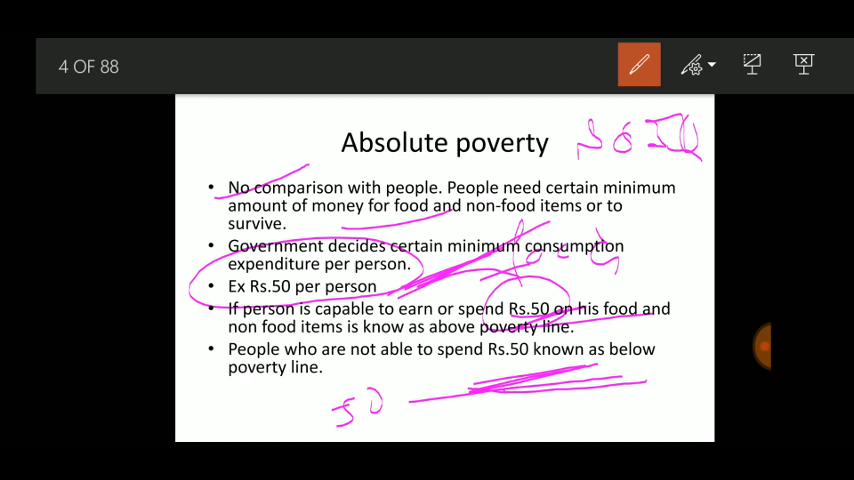 4 OF 88
Absolute poverty
• No comparison with people. People need certain minimum
amount of money for food and non-food items or to
survive.
• Government decides certain minimum consumption
expenditure per person.
• Ex Rs.50 per person
• If person is capable to earn or spend Rs.50 on his food and
non food items is know as above poverty line.
• People who are not able to spend Rs.50 known as below
poverty line.
50